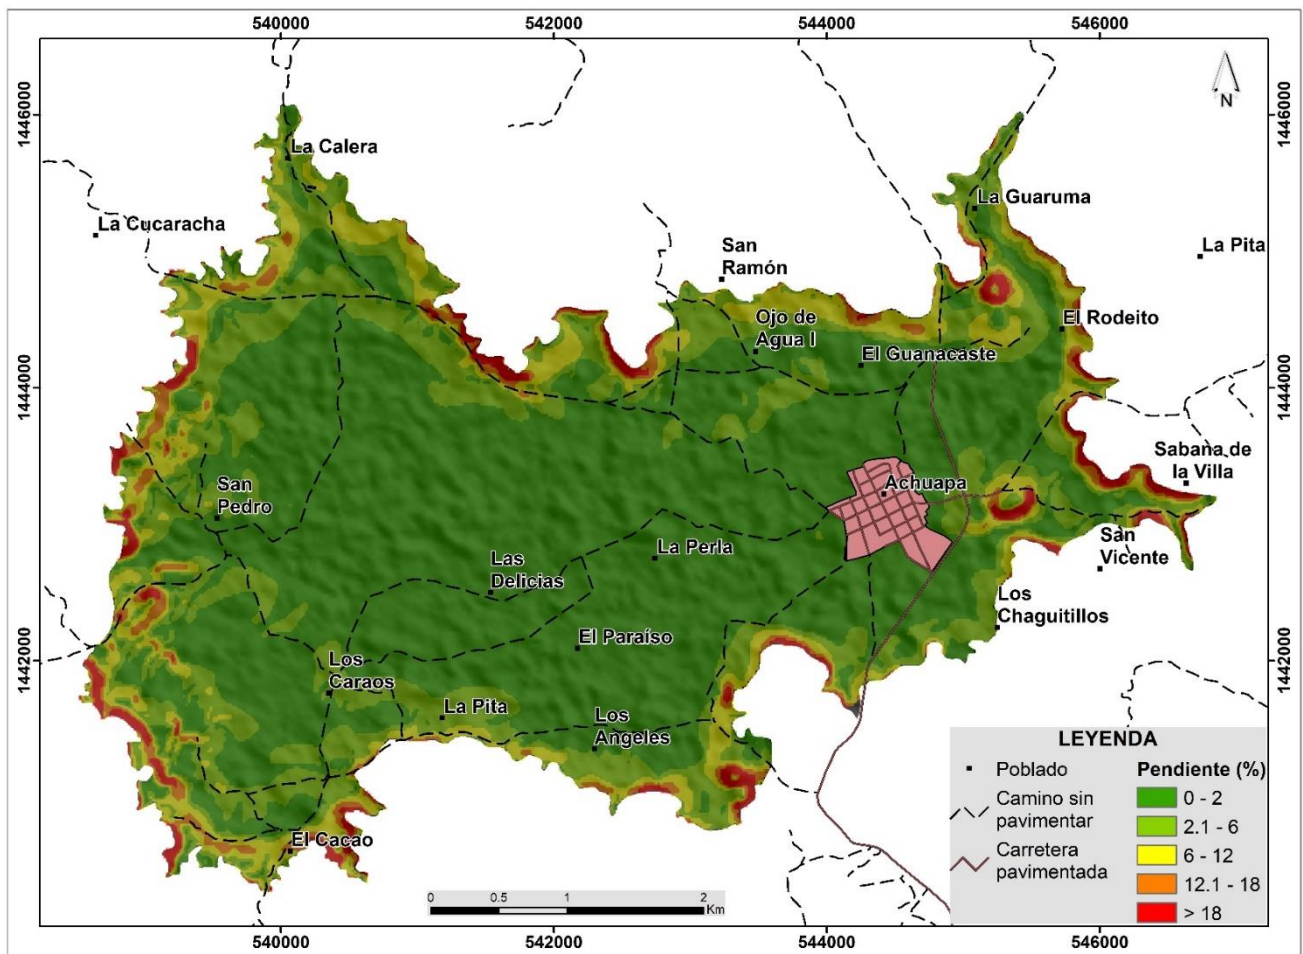 540000
542000
544000
546000
1446000
1446000
N
La Calera
La Guaruma
La Cucaracha
San
Ramón
La Pita
Ojo de
Agua I
El Rodeito
El Guanacaste
1444000
1444000
Sabana de
la Villa
San
Pedro
Achuapa
La Perla
San
Vicente
Las
Delicias
Los
Chaguitillos
El Paraíso
1442000
1442000
Los
Caraos
La Pita
Los
Angeles
El Cacao
LEYENDA
Poblado
Camino sin
pavimentar
Carretera
pavimentada
Pendiente (%)
0 - 2
2.1 - 6
6 - 12
12.1 - 18
> 18
0 0.5 1 2
Km
540000
542000
544000
546000